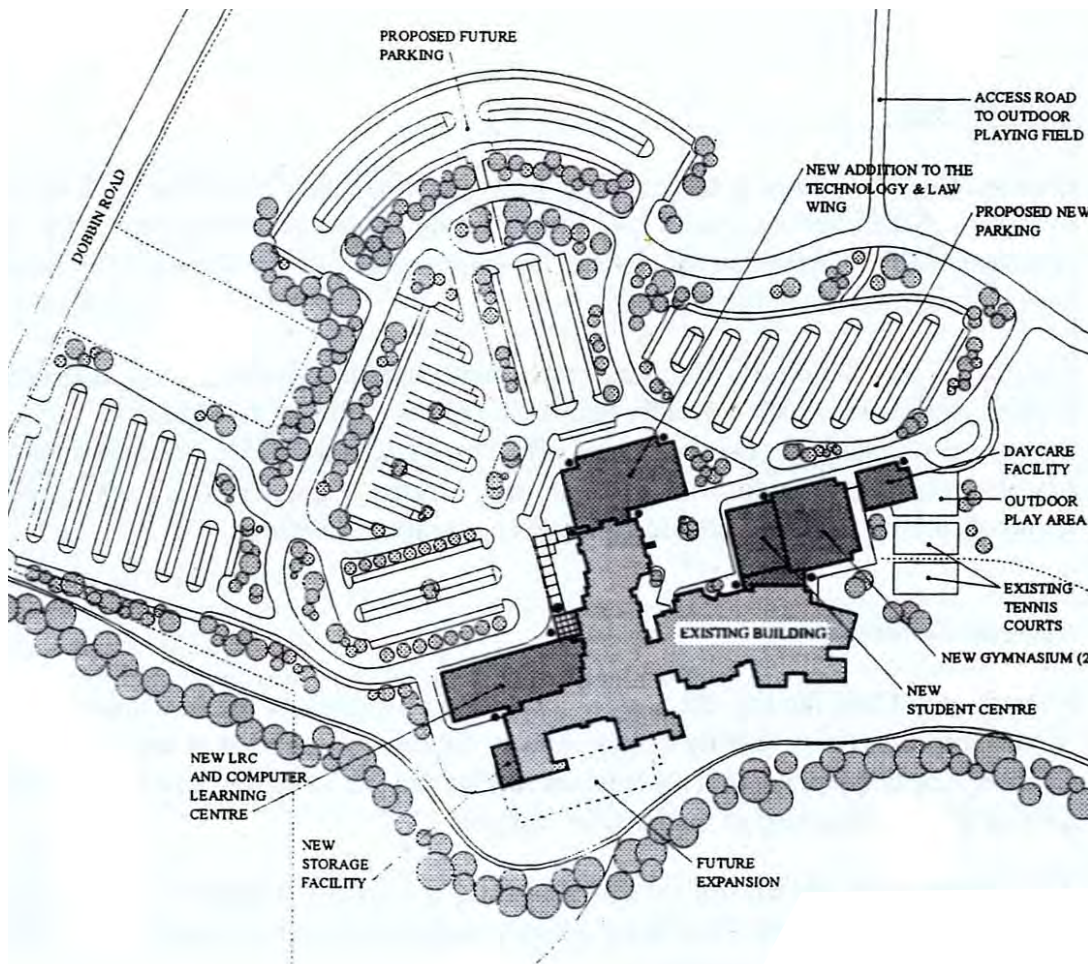 PROPOSED FUTURE
PARKING
ACCESS ROAD
TO OUTDOOR
PLAYING FIELD
NEW ADDITION TO THE
TECHNOLOGY & LAW
WING
PROPOSED NEW
PARKING
DOBBIN ROAD
DAYCARE
FACILITY
OUTDOOR
PLAY AREA
EXISTING
TENNIS
COURTS
EXISTING BUILDING
NEW GYMNASIUM (2
NEW
STUDENT CENTRE
NEW LRC
AND COMPUTER
LEARNING
CENTRE
NEW
STORAGE
FACILITY
FUTURE
EXPANSION